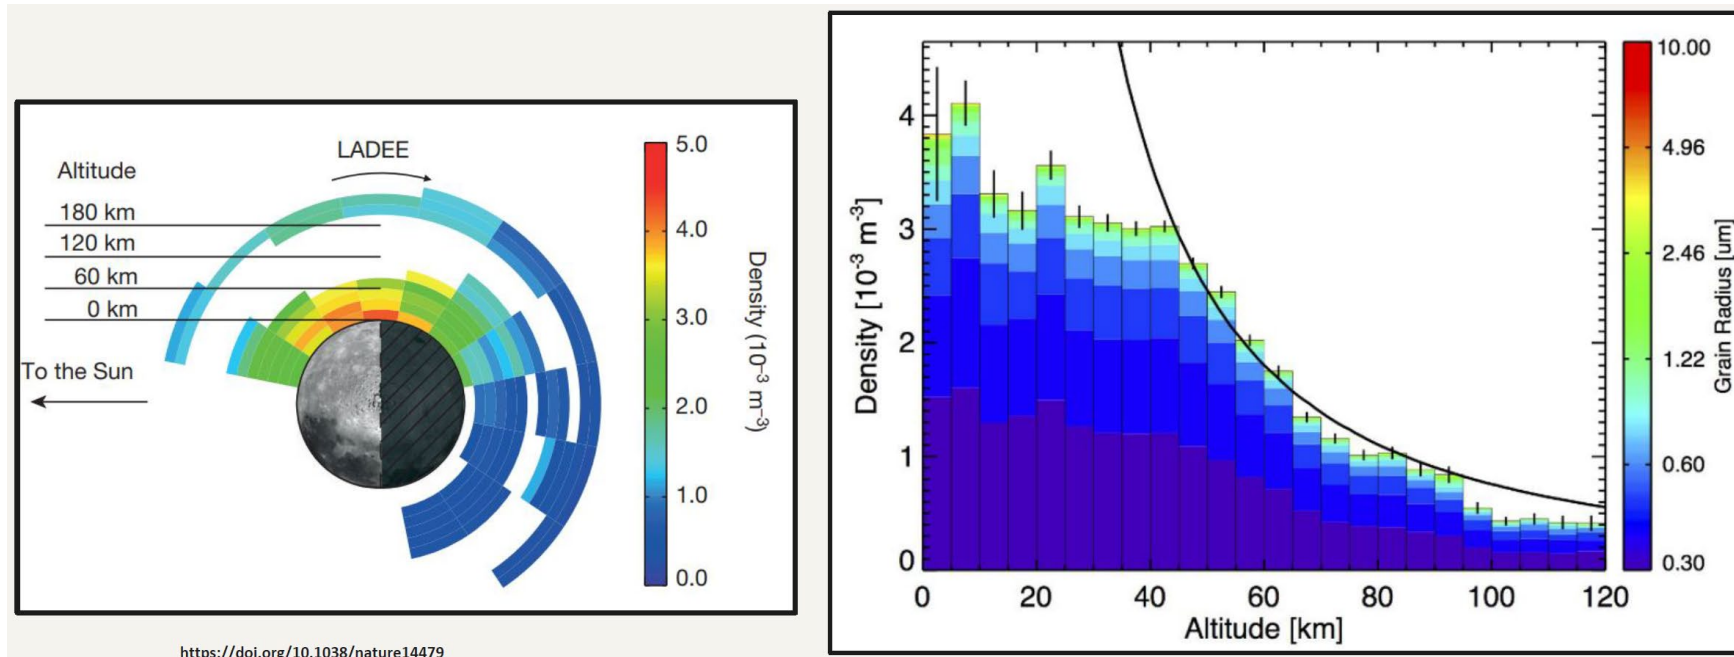 LADEE
Altitude
180 km
120 km
60 km
0 km
To the Sun
5.0
4.0
3.0
2.0
1.0
0.0
Density (10⁻³ m⁻³)
https://doi.org/10.1038/nature14479
Density [10⁻³ m⁻³]
4
3
2
1
0
0 20 40 60 80 100 120
Altitude [km]
10.00
4.96
2.46
1.22
0.60
0.30
Grain Radius [um]